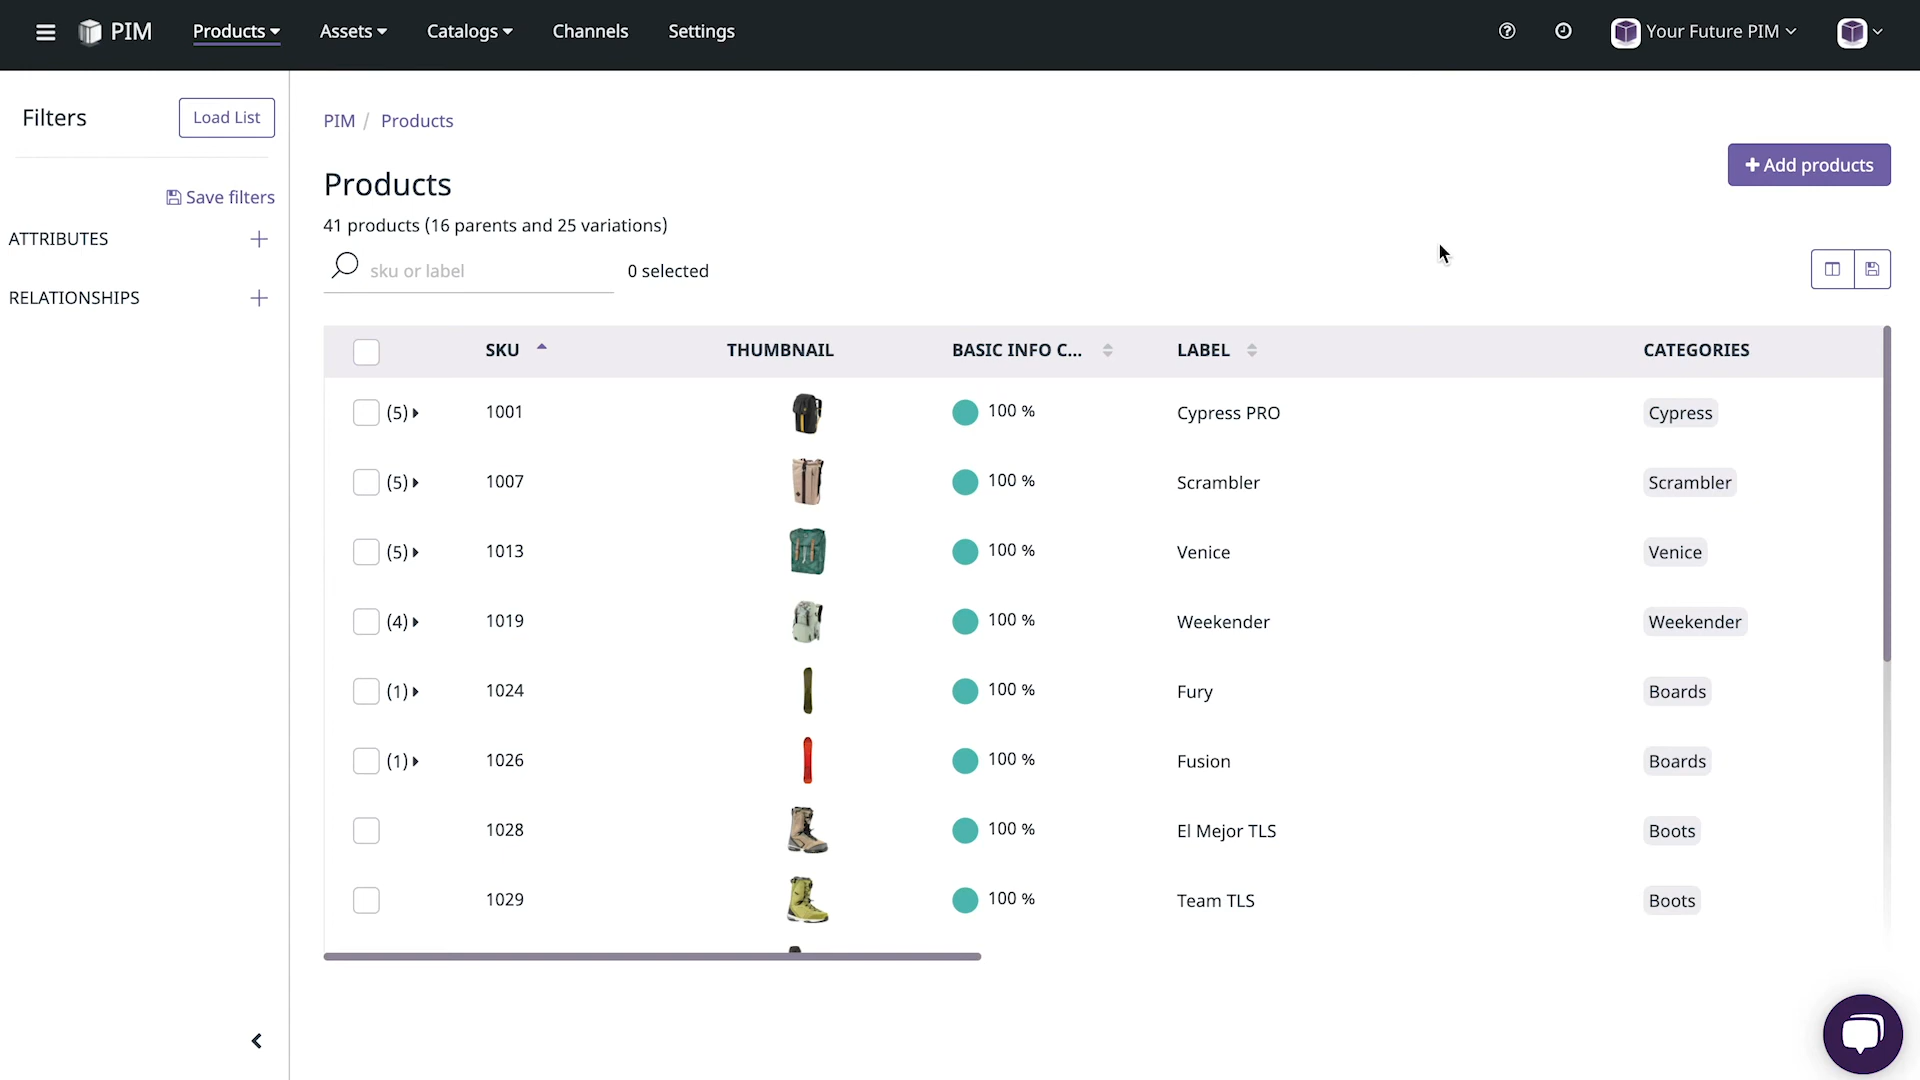 PIM Products Assets Catalogs Channels Settings Your Future PIM
Filters Load List
Save filters
ATTRIBUTES
RELATIONSHIPS
PIM / Products
Products
+ Add products
41 products (16 parents and 25 variations)
sku or label 0 selected
SKU THUMBNAIL BASIC INFO C... LABEL CATEGORIES
(5) 1001 100 % Cypress PRO Cypress
(5) 1007 100 % Scrambler Scrambler
(5) 1013 100 % Venice Venice
(4) 1019 100 % Weekender Weekender
(1) 1024 100 % Fury Boards
(1) 1026 100 % Fusion Boards
1028 100 % El Mejor TLS Boots
1029 100 % Team TLS Boots